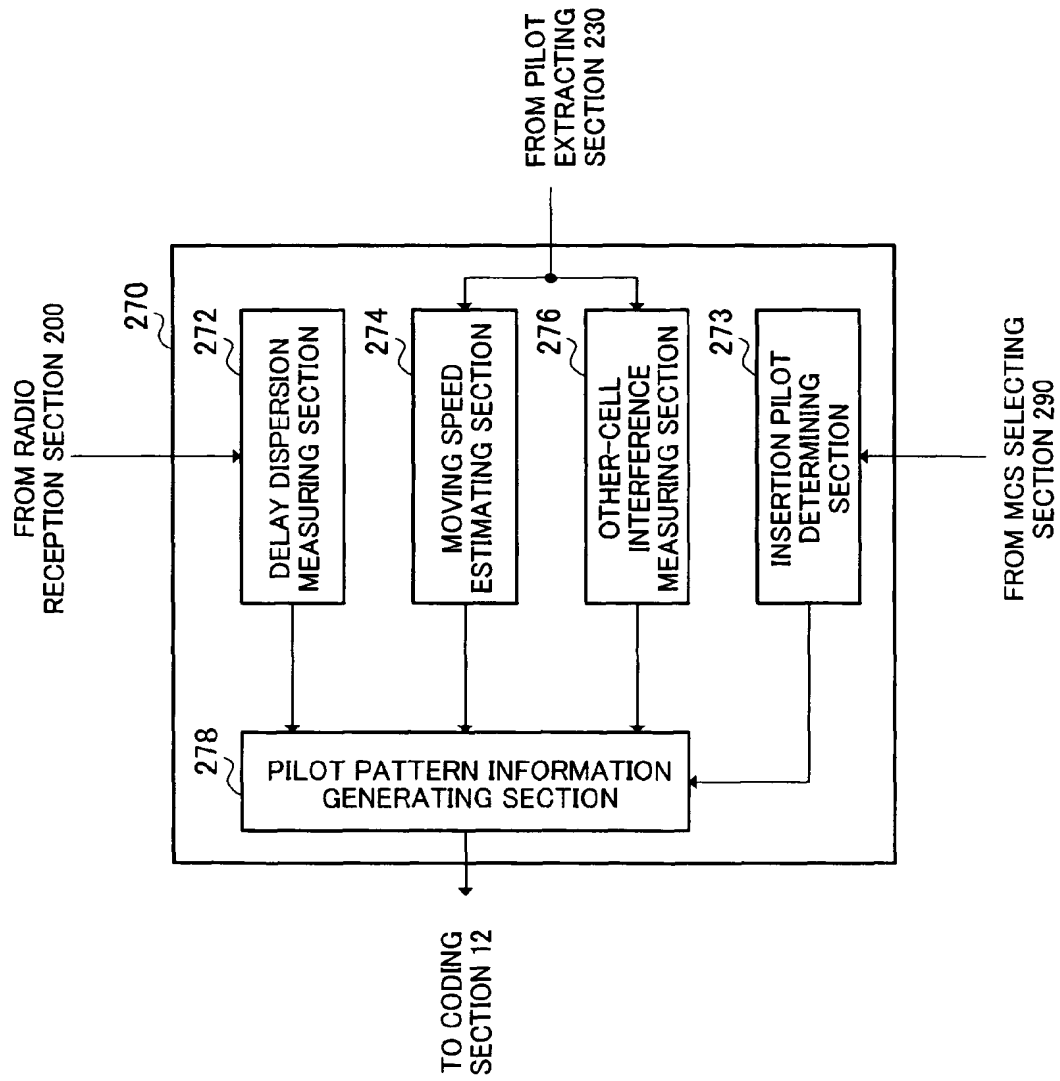 FROM RADIO
RECEPTION SECTION 200
270
272
DELAY DISPERSION
MEASURING SECTION
274
MOVING SPEED
ESTIMATING SECTION
276
OTHER-CELL
INTERFERENCE
MEASURING SECTION
273
INSERTION PILOT
DETERMINING
SECTION
278
PILOT PATTERN INFORMATION
GENERATING SECTION
FROM PILOT
EXTRACTING
SECTION 230
FROM MCS SELECTING
SECTION 290
TO CODING
SECTION 12